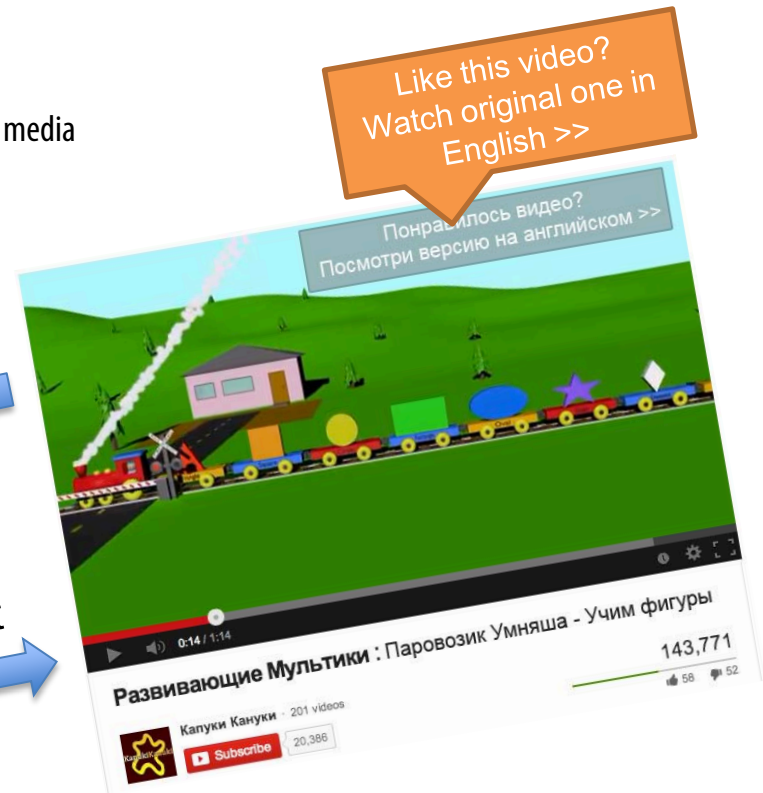 media
Like this video?
Watch original one in
English >>
Понравилось видео?
Посмотри версию на английском >>
0:14 / 1:14
Развивающие Мультики : Паровозик Умняша - Учим фигуры
143,771
58 52
Капуки Кануки · 201 videos
Subscribe 20,386